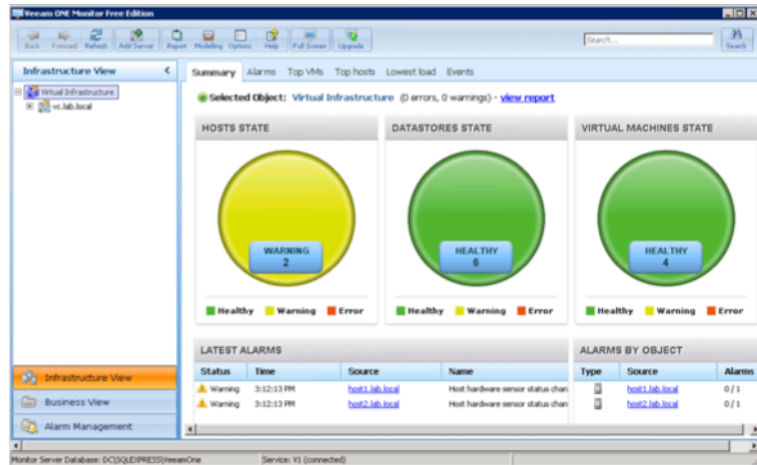 Veeam ONE Monitor Free Edition
Back Forward Refresh Add Server Report Modelling Options Help Full Screen Upgrade Search... Search
Infrastructure View
Summary Alarms Top VMs Top hosts Lowest load Events
Virtual Infrastructure
vc.lab.local
Selected Object: Virtual Infrastructure (0 errors, 0 warnings) - view report
HOSTS STATE DATASTORES STATE VIRTUAL MACHINES STATE
WARNING HEALTHY HEALTHY
2 6 4
Healthy Warning Error Healthy Warning Error Healthy Warning Error
LATEST ALARMS ALARMS BY OBJECT
Status Time Source Name Type Source Alarms
Warning 3:12:13 PM host1.lab.local Host hardware sensor status chan host1.lab.local 0 / 1
Warning 3:12:13 PM host2.lab.local Host hardware sensor status chan host2.lab.local 0 / 1
Infrastructure View
Business View
Alarm Management
Monitor Server Database: DC\SQLEXPRESS\VeeamOne Service: V1 (connected)